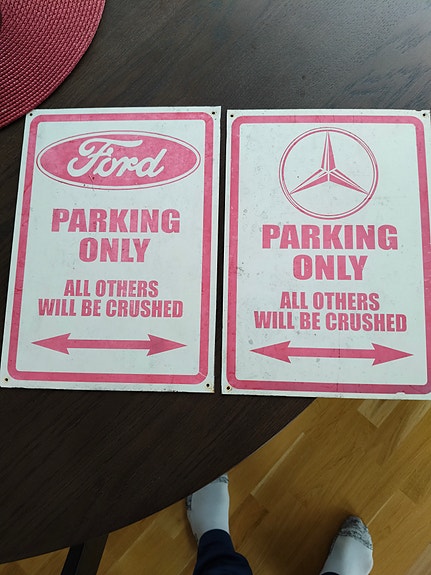 Ford
PARKING
ONLY
ALL OTHERS
WILL BE CRUSHED
PARKING
ONLY
ALL OTHERS
WILL BE CRUSHED